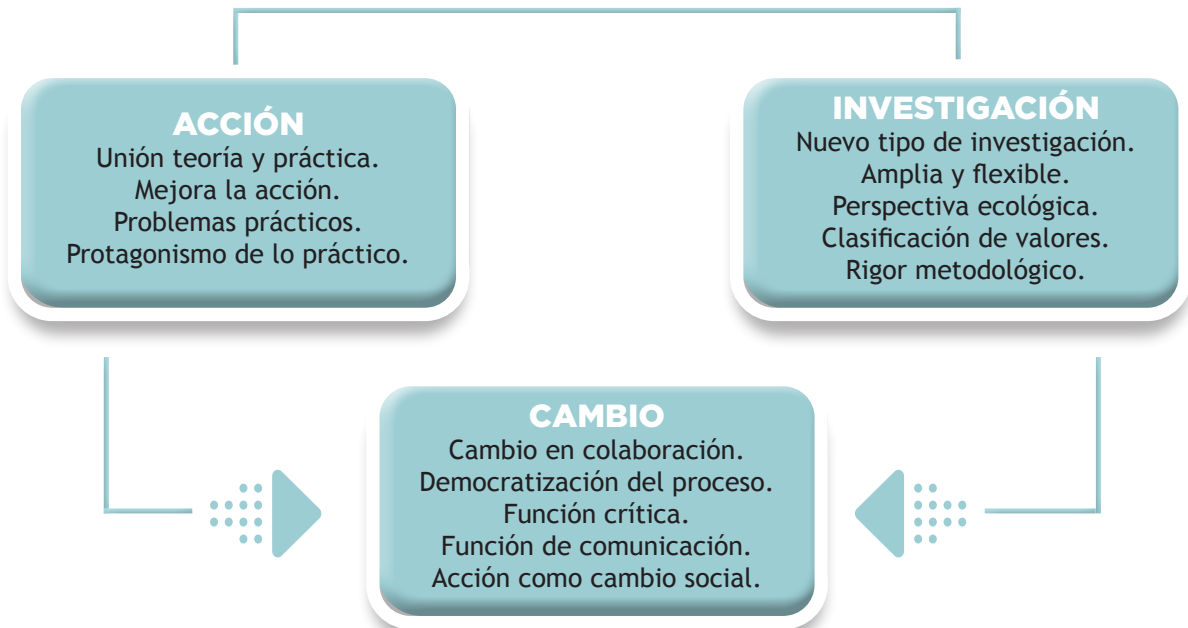 ACCIÓN
Unión teoría y práctica.
Mejora la acción.
Problemas prácticos.
Protagonismo de lo práctico.
INVESTIGACIÓN
Nuevo tipo de investigación.
Amplia y flexible.
Perspectiva ecológica.
Clasificación de valores.
Rigor metodológico.
CAMBIO
Cambio en colaboración.
Democratización del proceso.
Función crítica.
Función de comunicación.
Acción como cambio social.